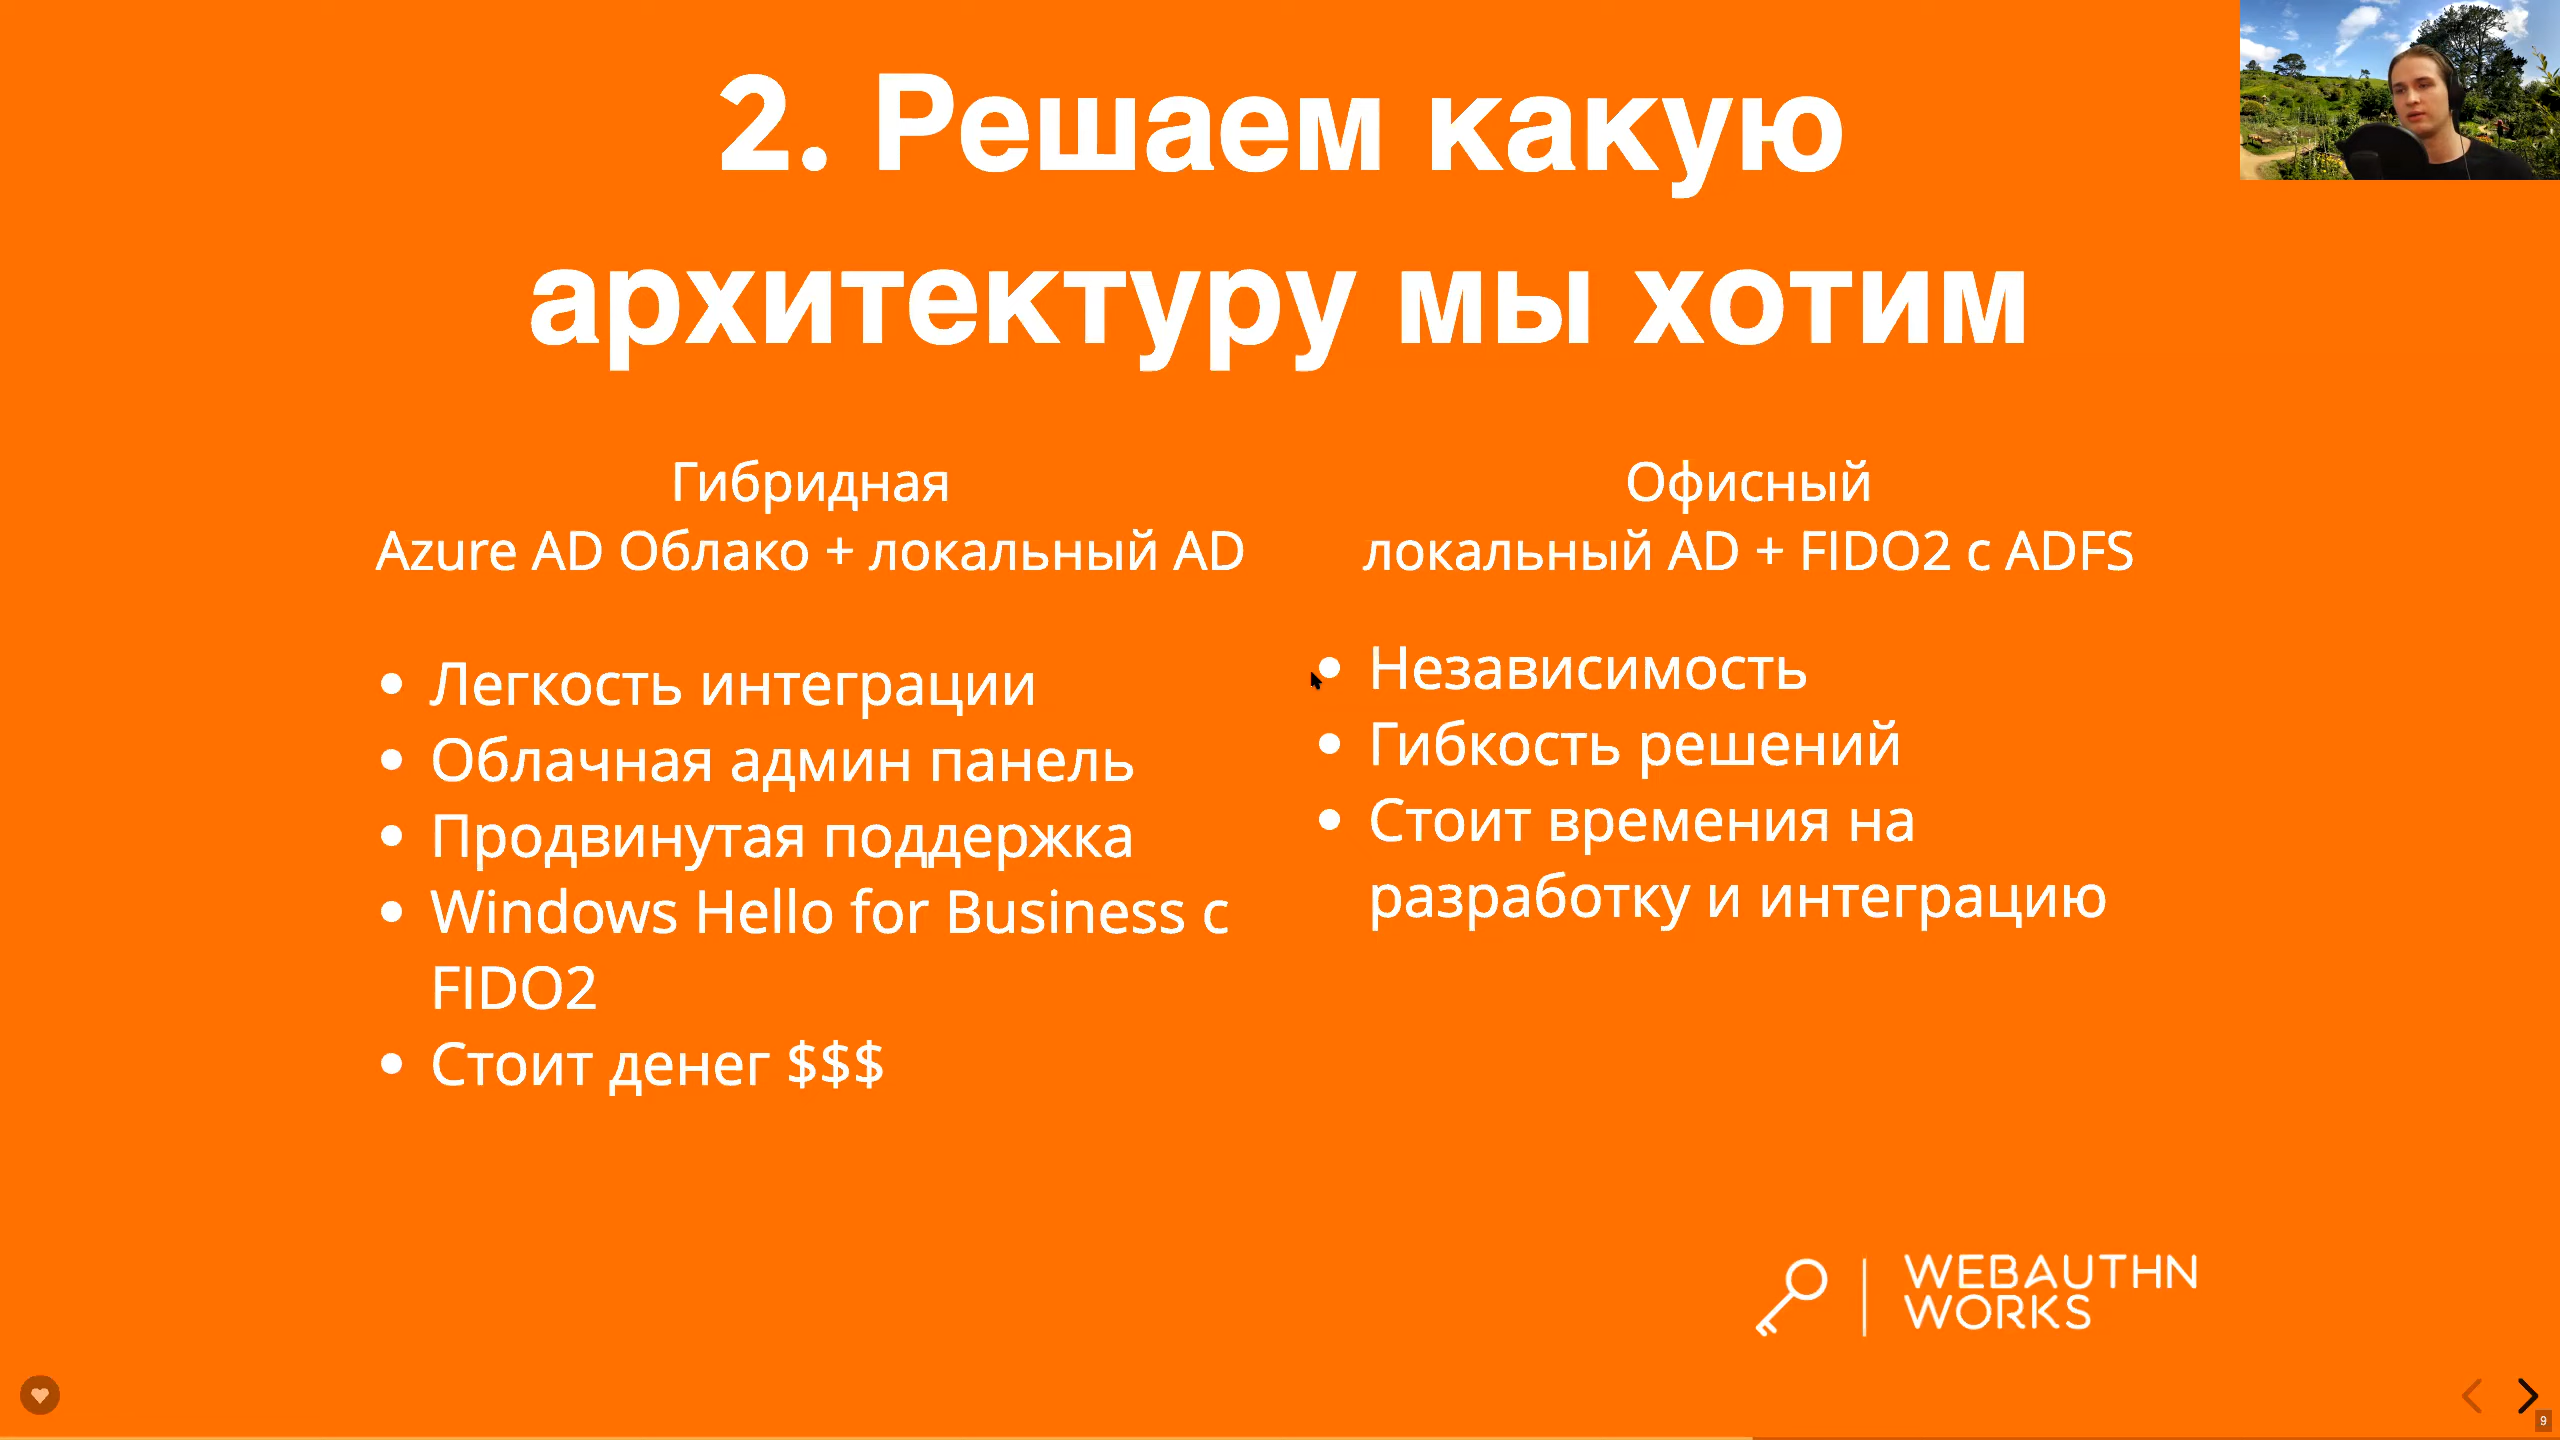 2. Решаем какую
архитектуру мы хотим
Гибридная
Azure AD Облако + локальный AD
Легкость интеграции
Облачная админ панель
Продвинутая поддержка
Windows Hello for Business с
FIDO2
Стоит денег $$$
Офисный
локальный AD + FIDO2 с ADFS
Независимость
Гибкость решений
Стоит времения на
разработку и интеграцию
WEBAUTHN
WORKS
9